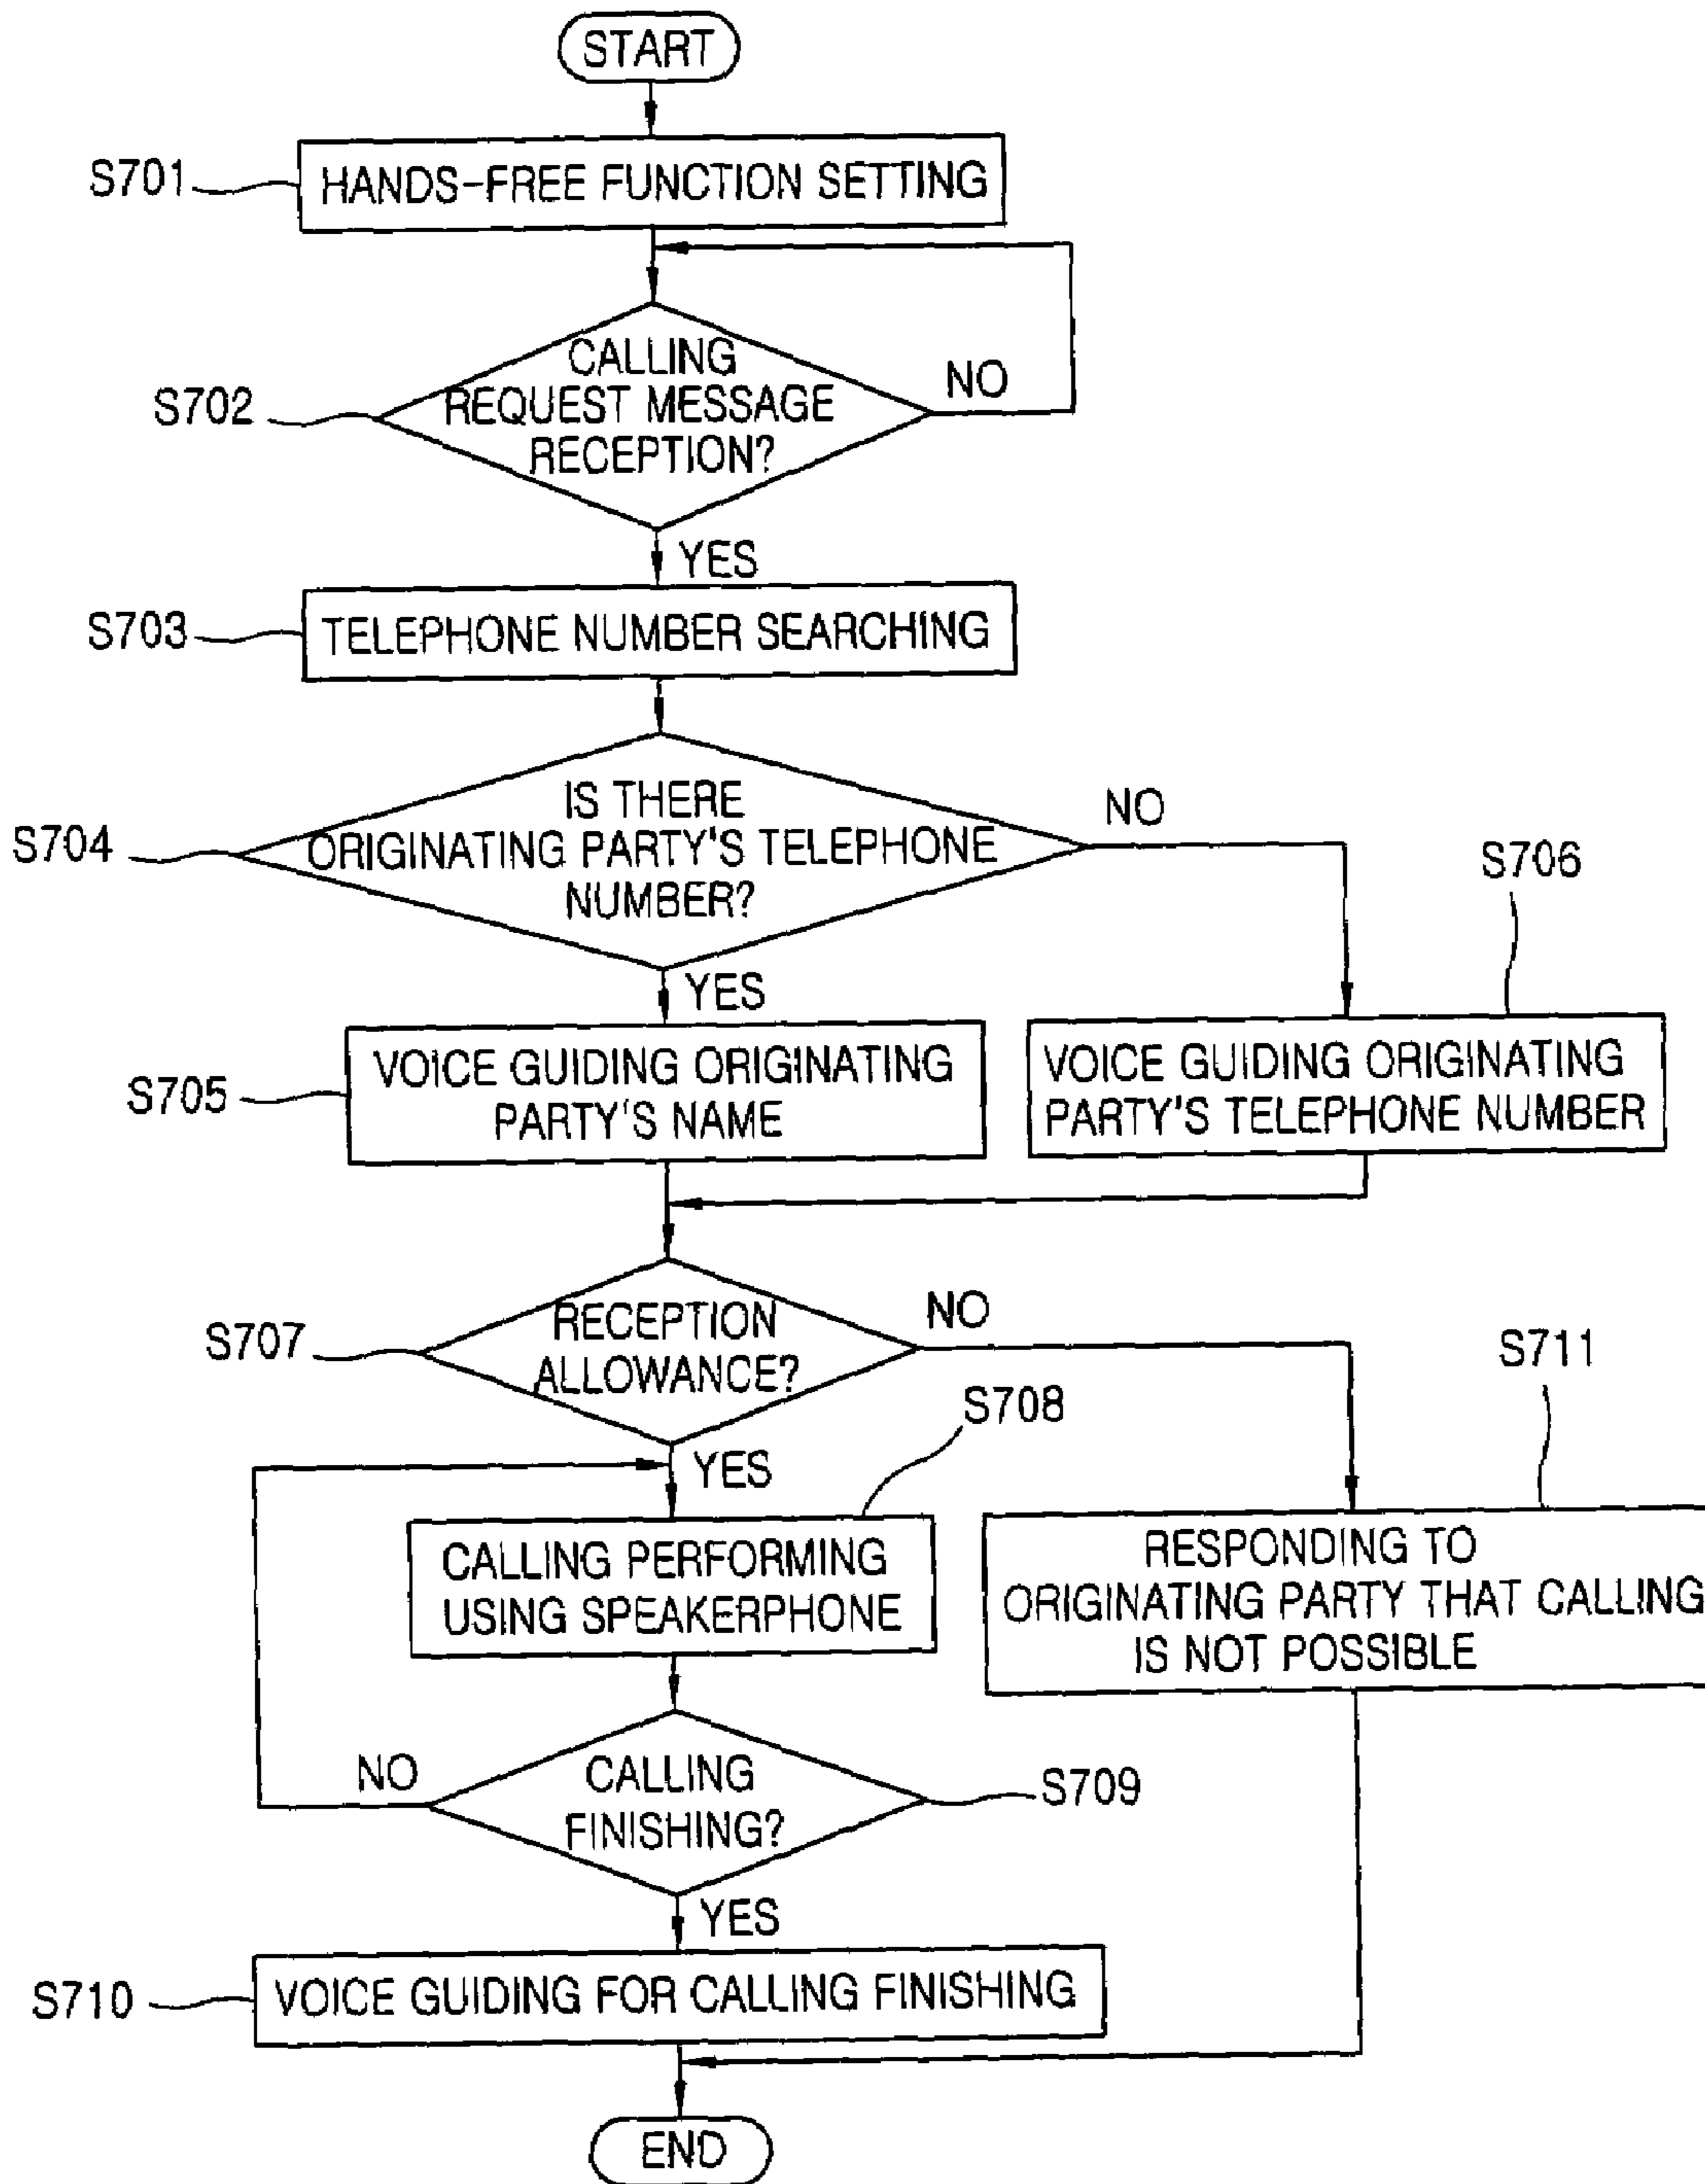 START
S701
HANDS-FREE FUNCTION SETTING
CALLING
REQUEST MESSAGE
RECEPTION?
S702
NO
YES
S703
TELEPHONE NUMBER SEARCHING
IS THERE
ORIGINATING PARTY'S TELEPHONE
NUMBER?
S704
NO
S706
YES
S705
VOICE GUIDING ORIGINATING
PARTY'S NAME
VOICE GUIDING ORIGINATING
PARTY'S TELEPHONE NUMBER
S707
RECEPTION
ALLOWANCE?
NO
S711
S708
YES
CALLING PERFORMING
USING SPEAKERPHONE
RESPONDING TO
ORIGINATING PARTY THAT CALLING
IS NOT POSSIBLE
NO
CALLING
FINISHING?
S709
YES
S710
VOICE GUIDING FOR CALLING FINISHING
END